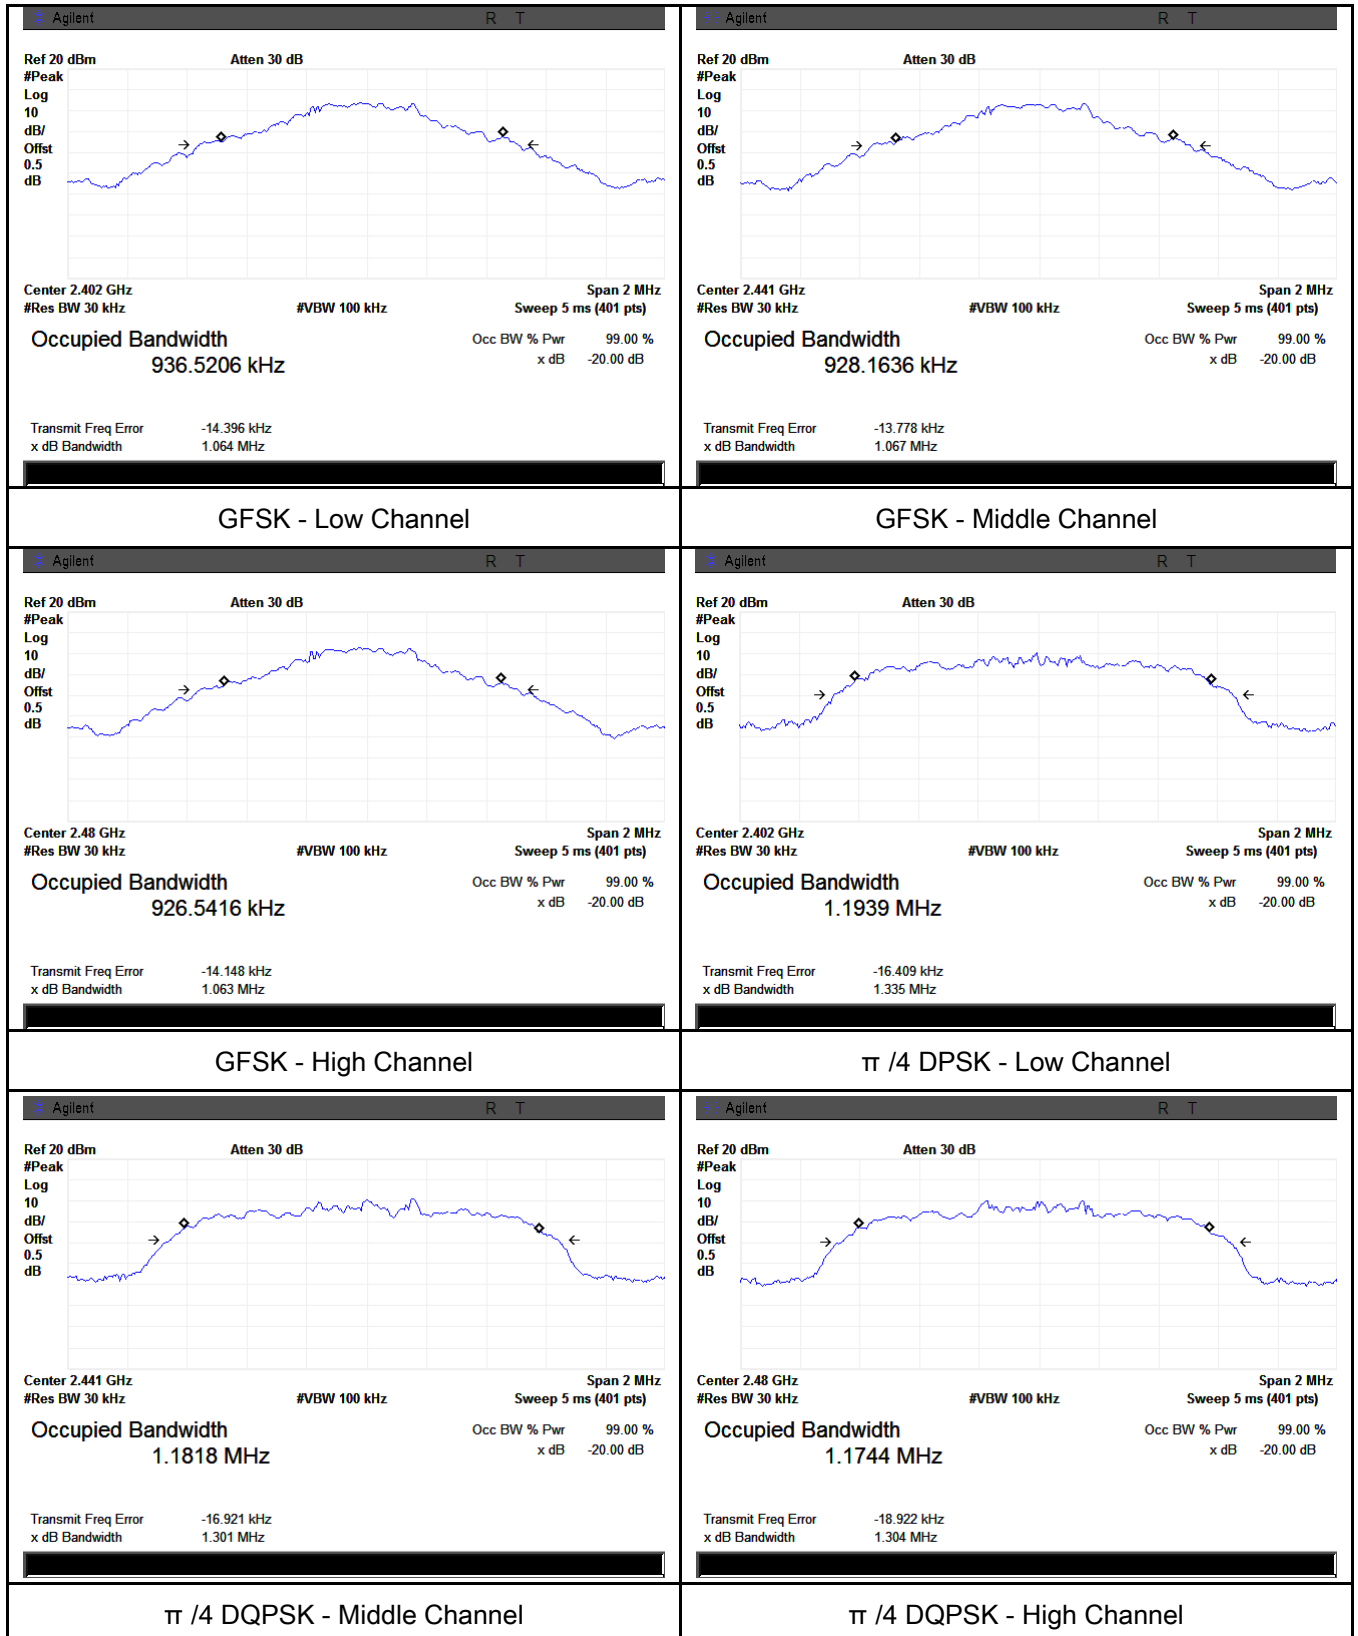 Agilent R T
Ref 20 dBm Atten 30 dB
#Peak
Log
10
dB/
Offst
0.5
dB
Center 2.402 GHz Span 2 MHz
#Res BW 30 kHz #VBW 100 kHz Sweep 5 ms (401 pts)
Occupied Bandwidth Occ BW % Pwr 99.00 %
936.5206 kHz x dB -20.00 dB
Transmit Freq Error -14.396 kHz
x dB Bandwidth 1.064 MHz
GFSK - Low Channel
Agilent R T
Ref 20 dBm Atten 30 dB
#Peak
Log
10
dB/
Offst
0.5
dB
Center 2.441 GHz Span 2 MHz
#Res BW 30 kHz #VBW 100 kHz Sweep 5 ms (401 pts)
Occupied Bandwidth Occ BW % Pwr 99.00 %
928.1636 kHz x dB -20.00 dB
Transmit Freq Error -13.778 kHz
x dB Bandwidth 1.067 MHz
GFSK - Middle Channel
Agilent R T
Ref 20 dBm Atten 30 dB
#Peak
Log
10
dB/
Offst
0.5
dB
Center 2.48 GHz Span 2 MHz
#Res BW 30 kHz #VBW 100 kHz Sweep 5 ms (401 pts)
Occupied Bandwidth Occ BW % Pwr 99.00 %
926.5416 kHz x dB -20.00 dB
Transmit Freq Error -14.148 kHz
x dB Bandwidth 1.063 MHz
GFSK - High Channel
Agilent R T
Ref 20 dBm Atten 30 dB
#Peak
Log
10
dB/
Offst
0.5
dB
Center 2.402 GHz Span 2 MHz
#Res BW 30 kHz #VBW 100 kHz Sweep 5 ms (401 pts)
Occupied Bandwidth Occ BW % Pwr 99.00 %
1.1939 MHz x dB -20.00 dB
Transmit Freq Error -16.409 kHz
x dB Bandwidth 1.335 MHz
π /4 DPSK - Low Channel
Agilent R T
Ref 20 dBm Atten 30 dB
#Peak
Log
10
dB/
Offst
0.5
dB
Center 2.441 GHz Span 2 MHz
#Res BW 30 kHz #VBW 100 kHz Sweep 5 ms (401 pts)
Occupied Bandwidth Occ BW % Pwr 99.00 %
1.1818 MHz x dB -20.00 dB
Transmit Freq Error -16.921 kHz
x dB Bandwidth 1.301 MHz
π /4 DQPSK - Middle Channel
Agilent R T
Ref 20 dBm Atten 30 dB
#Peak
Log
10
dB/
Offst
0.5
dB
Center 2.48 GHz Span 2 MHz
#Res BW 30 kHz #VBW 100 kHz Sweep 5 ms (401 pts)
Occupied Bandwidth Occ BW % Pwr 99.00 %
1.1744 MHz x dB -20.00 dB
Transmit Freq Error -18.922 kHz
x dB Bandwidth 1.304 MHz
π /4 DQPSK - High Channel